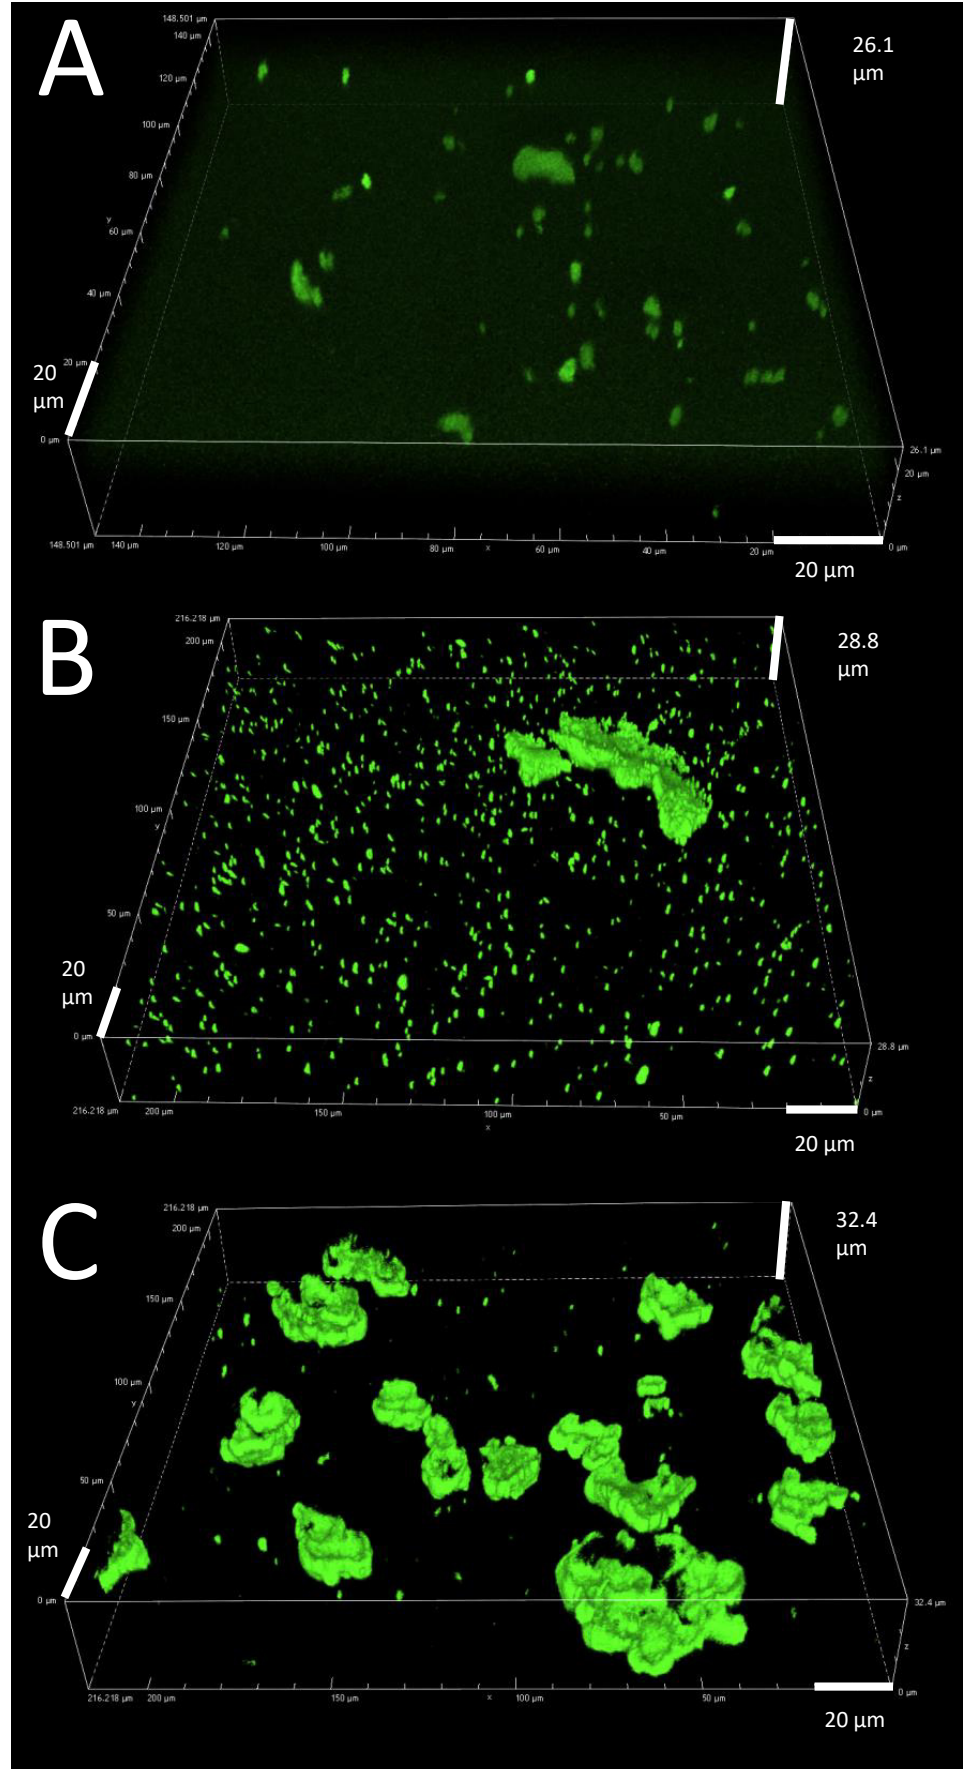 A
148.501 µm
140 µm
120 µm
100 µm
80 µm
y
60 µm
40 µm
20 µm
0 µm
20
µm
26.1
µm
26.1 µm
20 µm
z
0 µm
148.501 µm 140 µm 120 µm 100 µm 80 µm x 60 µm 40 µm 20 µm
20 µm
B
216.218 µm
200 µm
150 µm
100 µm
y
50 µm
0 µm
20
µm
28.8
µm
28.8 µm
z
0 µm
216.218 µm 200 µm 150 µm 100 µm 50 µm
x
20 µm
C
216.218 µm
200 µm
150 µm
100 µm
y
50 µm
0 µm
20
µm
32.4
µm
32.4 µm
z
0 µm
216.218 µm 200 µm 150 µm x 100 µm 50 µm
20 µm